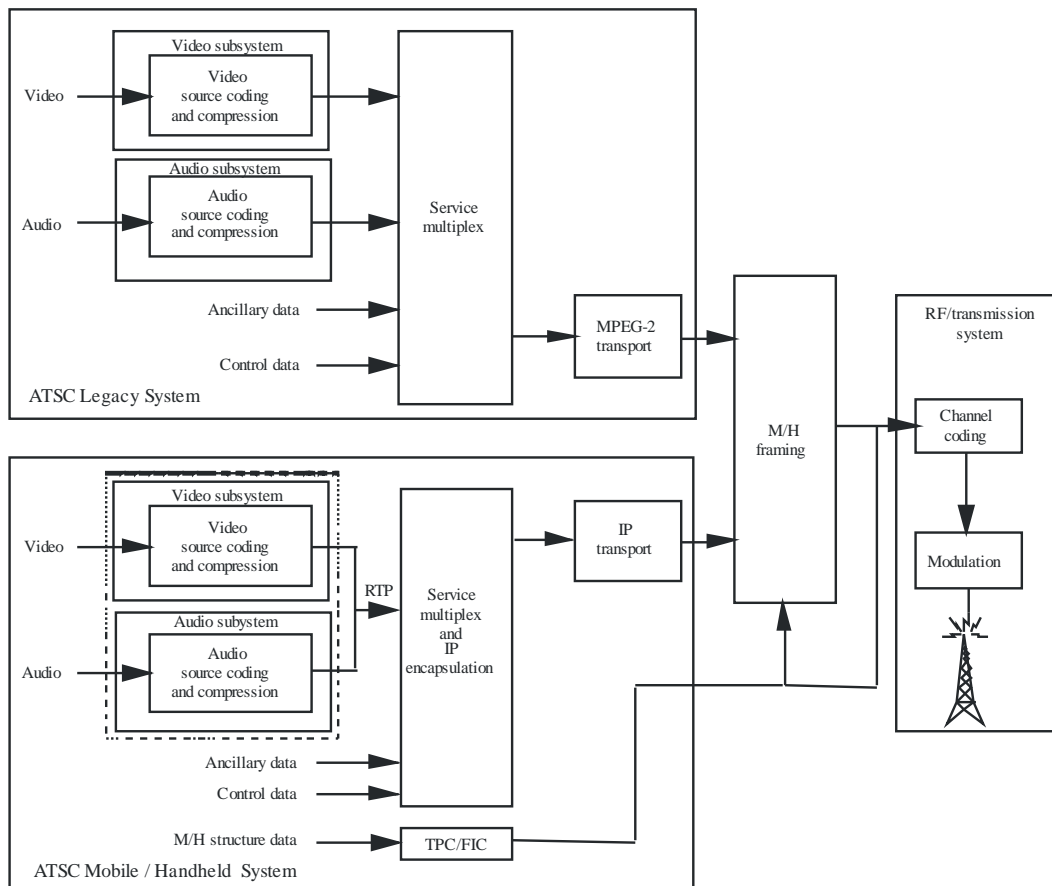 Video subsystem
Video
Video
source coding
and compression
Audio subsystem
Audio
Audio
source coding
and compression
Service
multiplex
Ancillary data
Control data
MPEG-2
transport
ATSC Legacy System
M/H
framing
RF/transmission
system
Channel
coding
Modulation
Video subsystem
Video
Video
source coding
and compression
RTP
Audio subystem
Audio
Audio
source coding
and compression
Service
multiplex
and
IP
encapsulation
IP
transport
Ancillary data
Control data
M/H structure data
TPC/FIC
ATSC Mobile / Handheld System